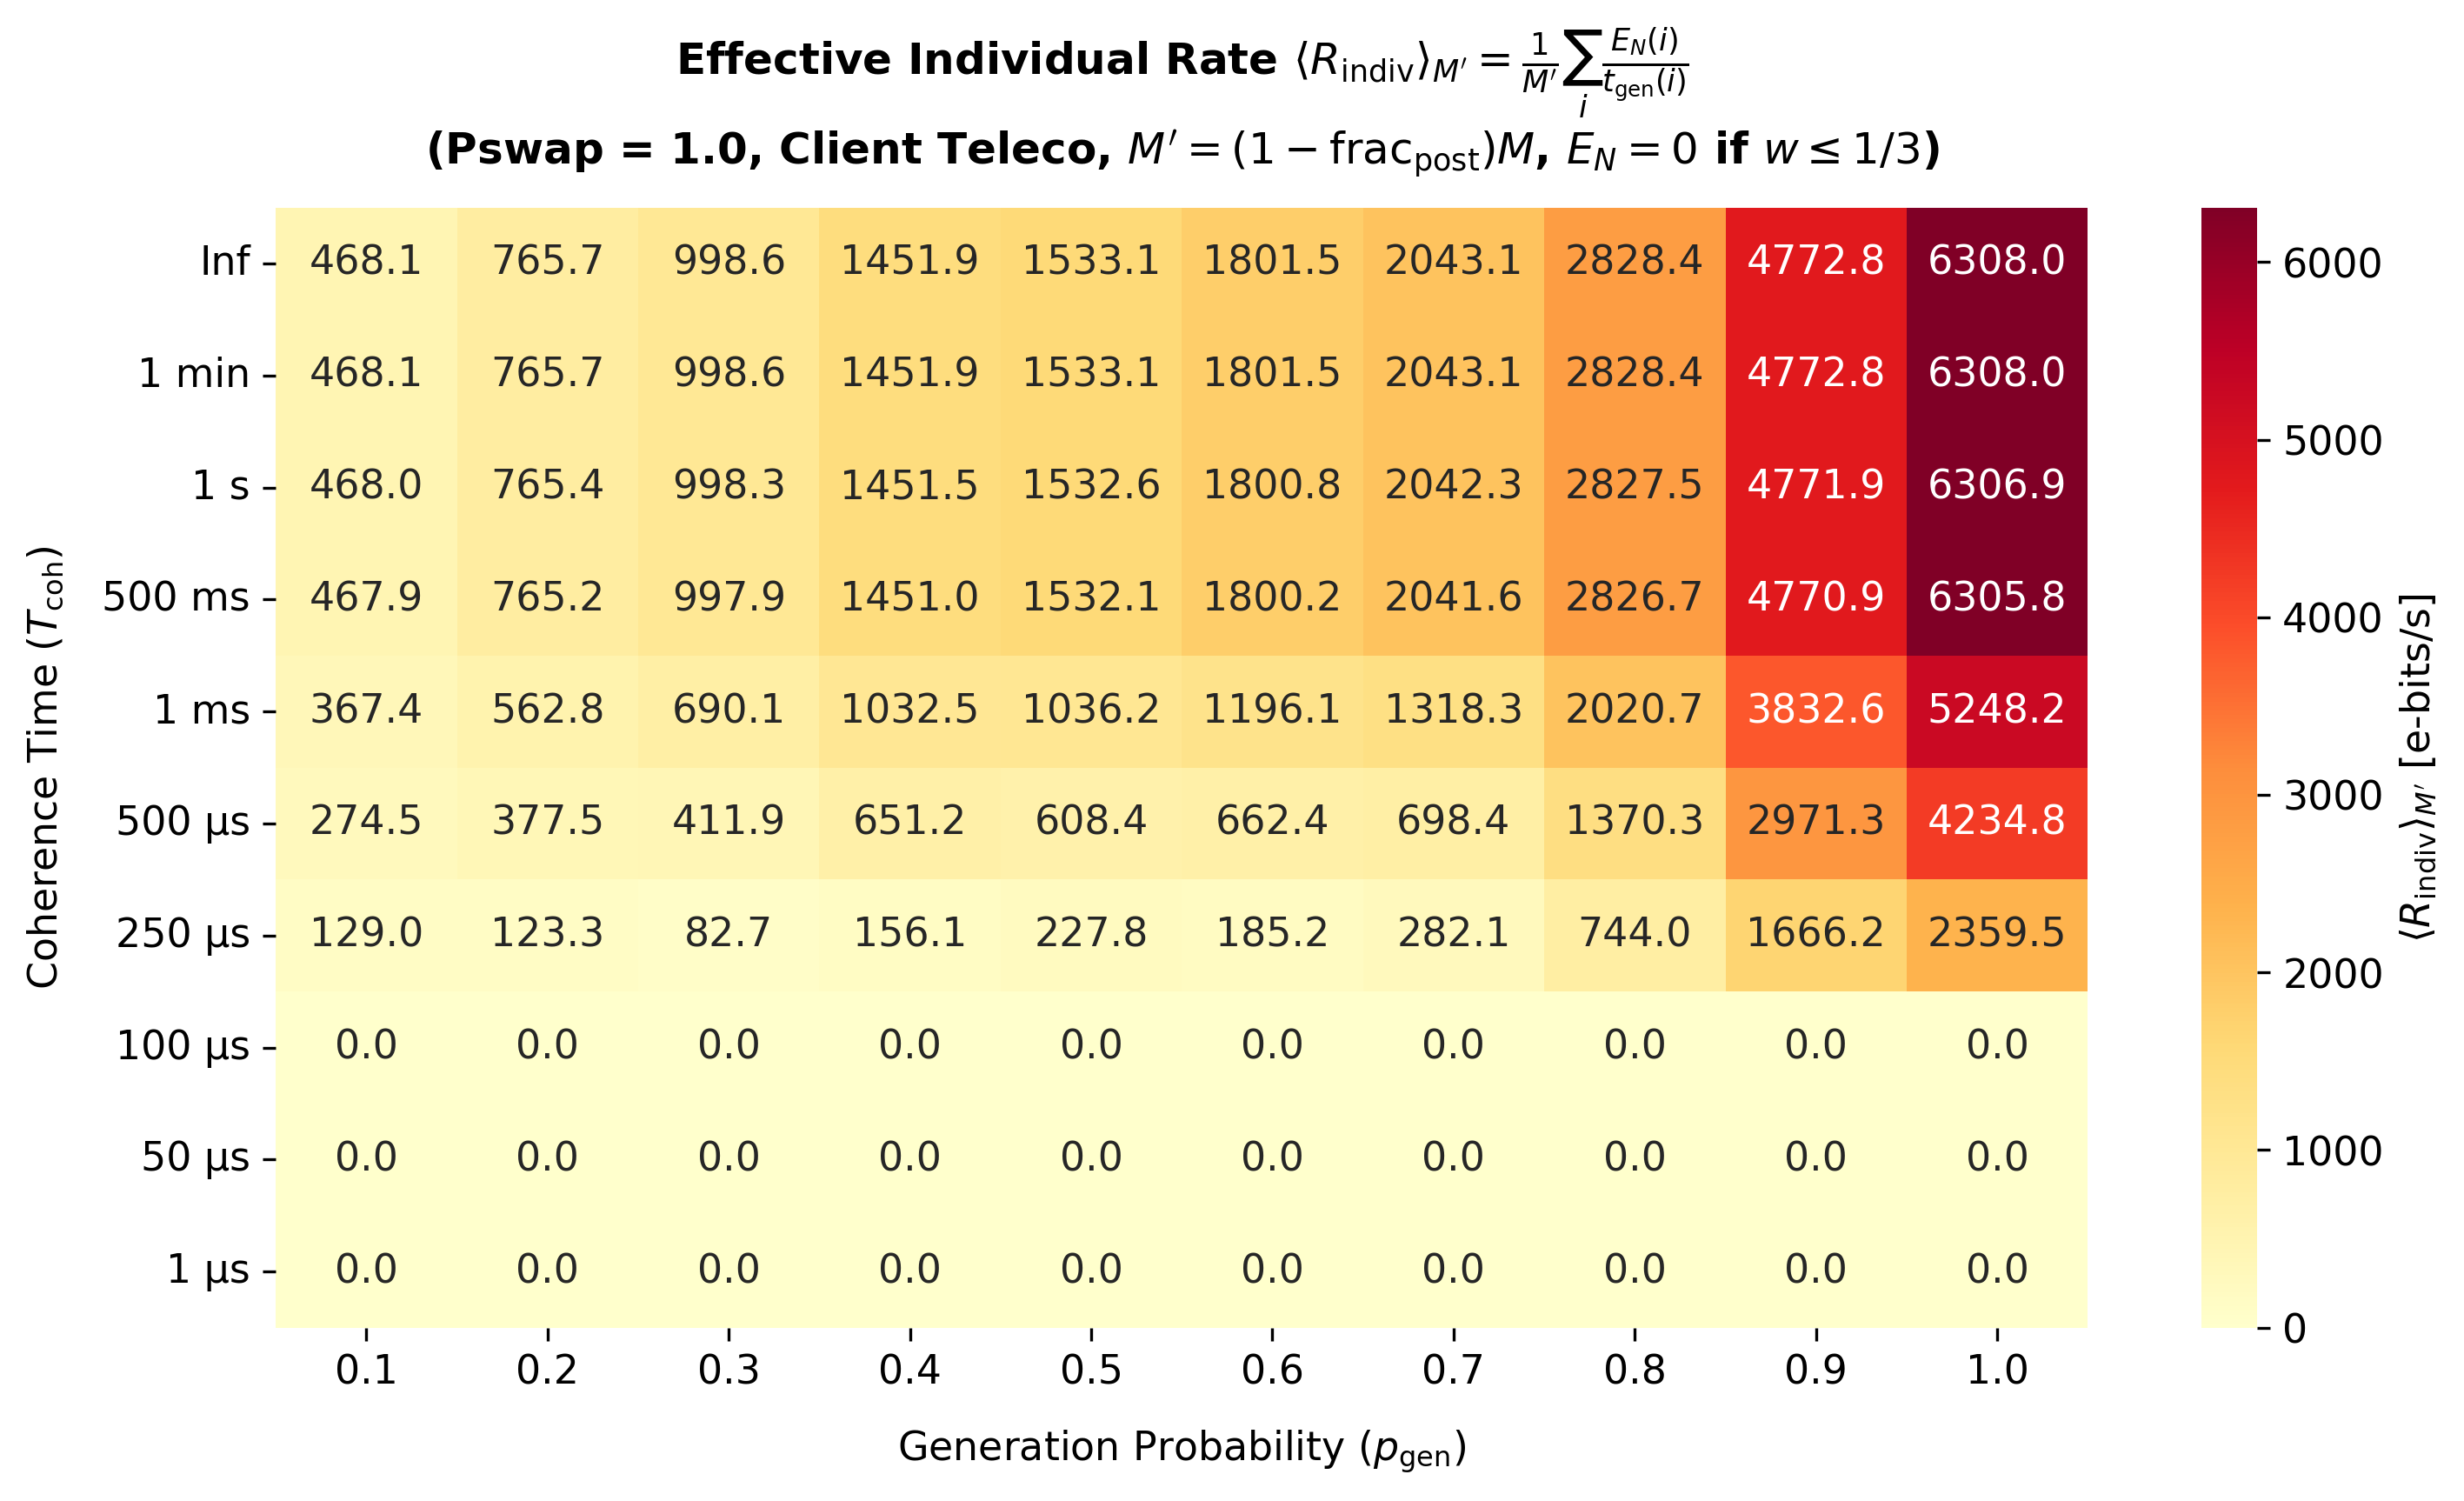 Effective Individual Rate ⟨R_indiv⟩_M′ = 1/M′ ∑_i E_N(i)/t_gen(i)
(Pswap = 1.0, Client Teleco, M′ = (1 − frac_post)M, E_N = 0 if w ≤ 1/3)
Coherence Time (T_coh)
Inf 468.1 765.7 998.6 1451.9 1533.1 1801.5 2043.1 2828.4 4772.8 6308.0
1 min 468.1 765.7 998.6 1451.9 1533.1 1801.5 2043.1 2828.4 4772.8 6308.0
1 s 468.0 765.4 998.3 1451.5 1532.6 1800.8 2042.3 2827.5 4771.9 6306.9
500 ms 467.9 765.2 997.9 1451.0 1532.1 1800.2 2041.6 2826.7 4770.9 6305.8
1 ms 367.4 562.8 690.1 1032.5 1036.2 1196.1 1318.3 2020.7 3832.6 5248.2
500 µs 274.5 377.5 411.9 651.2 608.4 662.4 698.4 1370.3 2971.3 4234.8
250 µs 129.0 123.3 82.7 156.1 227.8 185.2 282.1 744.0 1666.2 2359.5
100 µs 0.0 0.0 0.0 0.0 0.0 0.0 0.0 0.0 0.0 0.0
50 µs 0.0 0.0 0.0 0.0 0.0 0.0 0.0 0.0 0.0 0.0
1 µs 0.0 0.0 0.0 0.0 0.0 0.0 0.0 0.0 0.0 0.0
0.1 0.2 0.3 0.4 0.5 0.6 0.7 0.8 0.9 1.0
Generation Probability (p_gen)
6000
5000
4000
3000
2000
1000
0
⟨R_indiv⟩_M′ [e-bits/s]